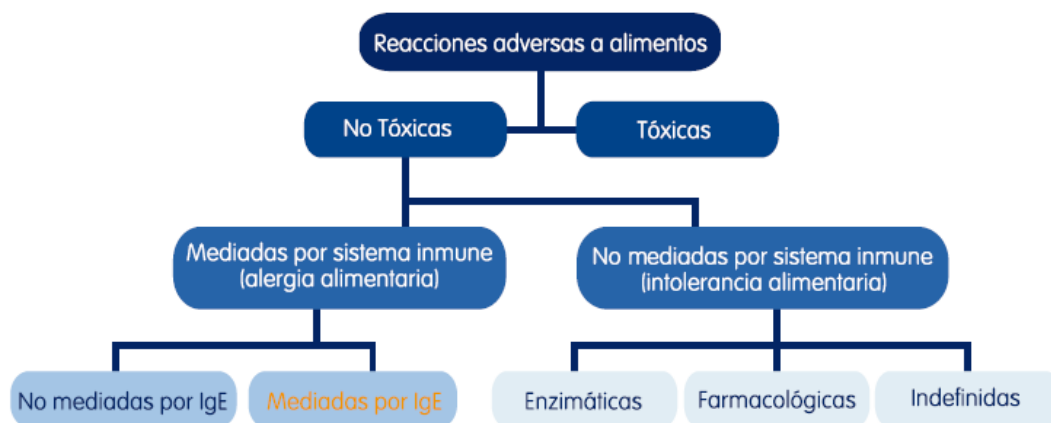 Reacciones adversas a alimentos
No Tóxicas
Tóxicas
Mediadas por sistema inmune
(alergia alimentaria)
No mediadas por sistema inmune
(intolerancia alimentaria)
No mediadas por IgE
Mediadas por IgE
Enzimáticas
Farmacológicas
Indefinidas